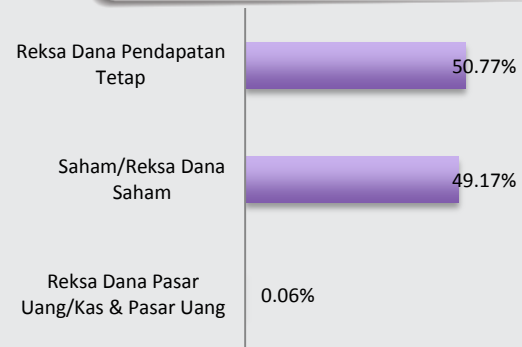 Reksa Dana Pendapatan
Tetap
50.77%
Saham/Reksa Dana
Saham
49.17%
Reksa Dana Pasar
Uang/Kas & Pasar Uang
0.06%